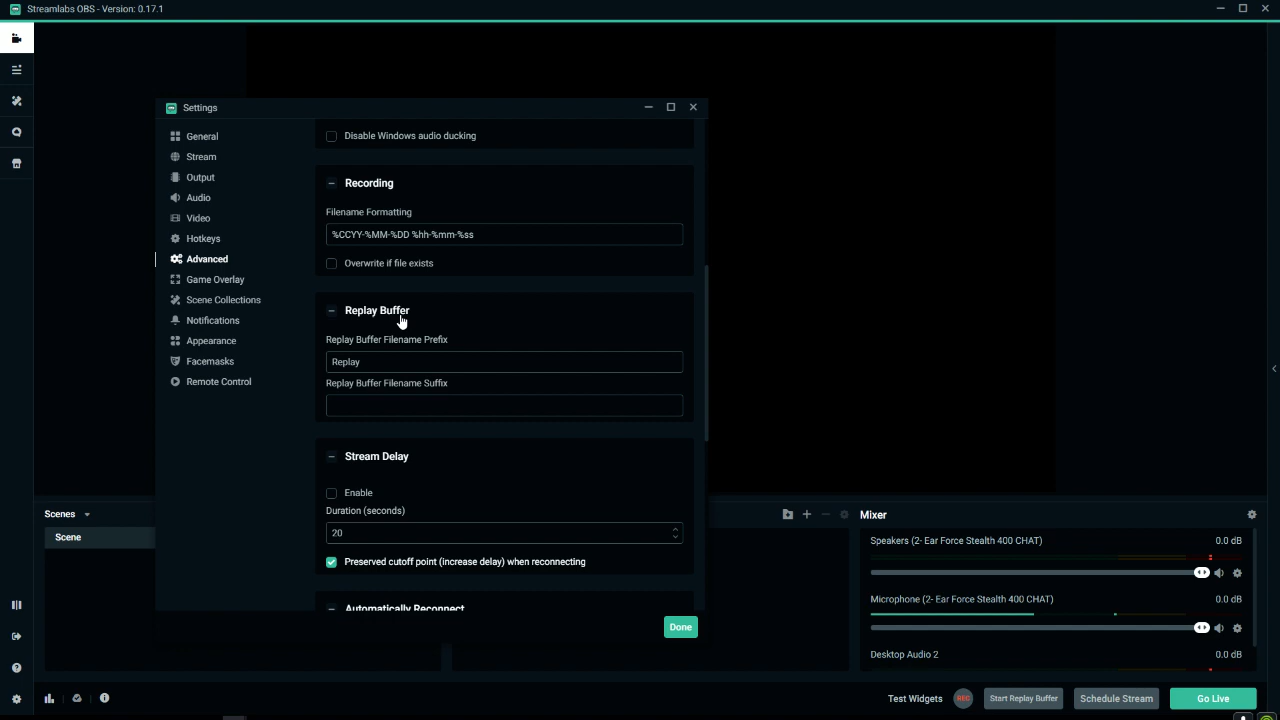 Streamlabs OBS - Version: 0.17.1
Settings
General
Stream
Output
Audio
Video
Hotkeys
Advanced
Game Overlay
Scene Collections
Notifications
Appearance
Facemasks
Remote Control
Disable Windows audio ducking
Recording
Filename Formatting
%CCYY-%MM-%DD %hh-%mm-%ss
Overwrite if file exists
Replay Buffer
Replay Buffer Filename Prefix
Replay
Replay Buffer Filename Suffix
Stream Delay
Enable
Duration (seconds)
20
Preserved cutoff point (increase delay) when reconnecting
Automatically Reconnect
Done
Scenes
Scene
Mixer
Speakers (2- Ear Force Stealth 400 CHAT) 0.0 dB
Microphone (2- Ear Force Stealth 400 CHAT) 0.0 dB
Desktop Audio 2 0.0 dB
Test Widgets REC Start Replay Buffer Schedule Stream Go Live